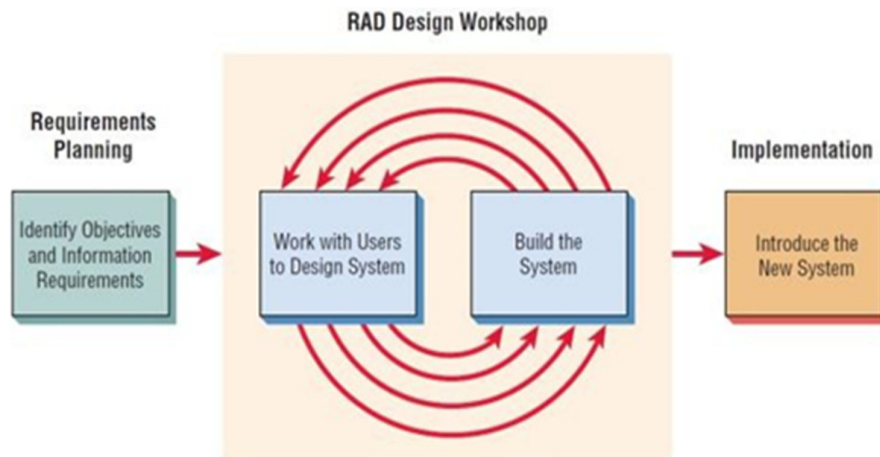 RAD Design Workshop
Requirements
Planning
Identify Objectives
and Information
Requirements
Work with Users
to Design System
Build the
System
Implementation
Introduce the
New System